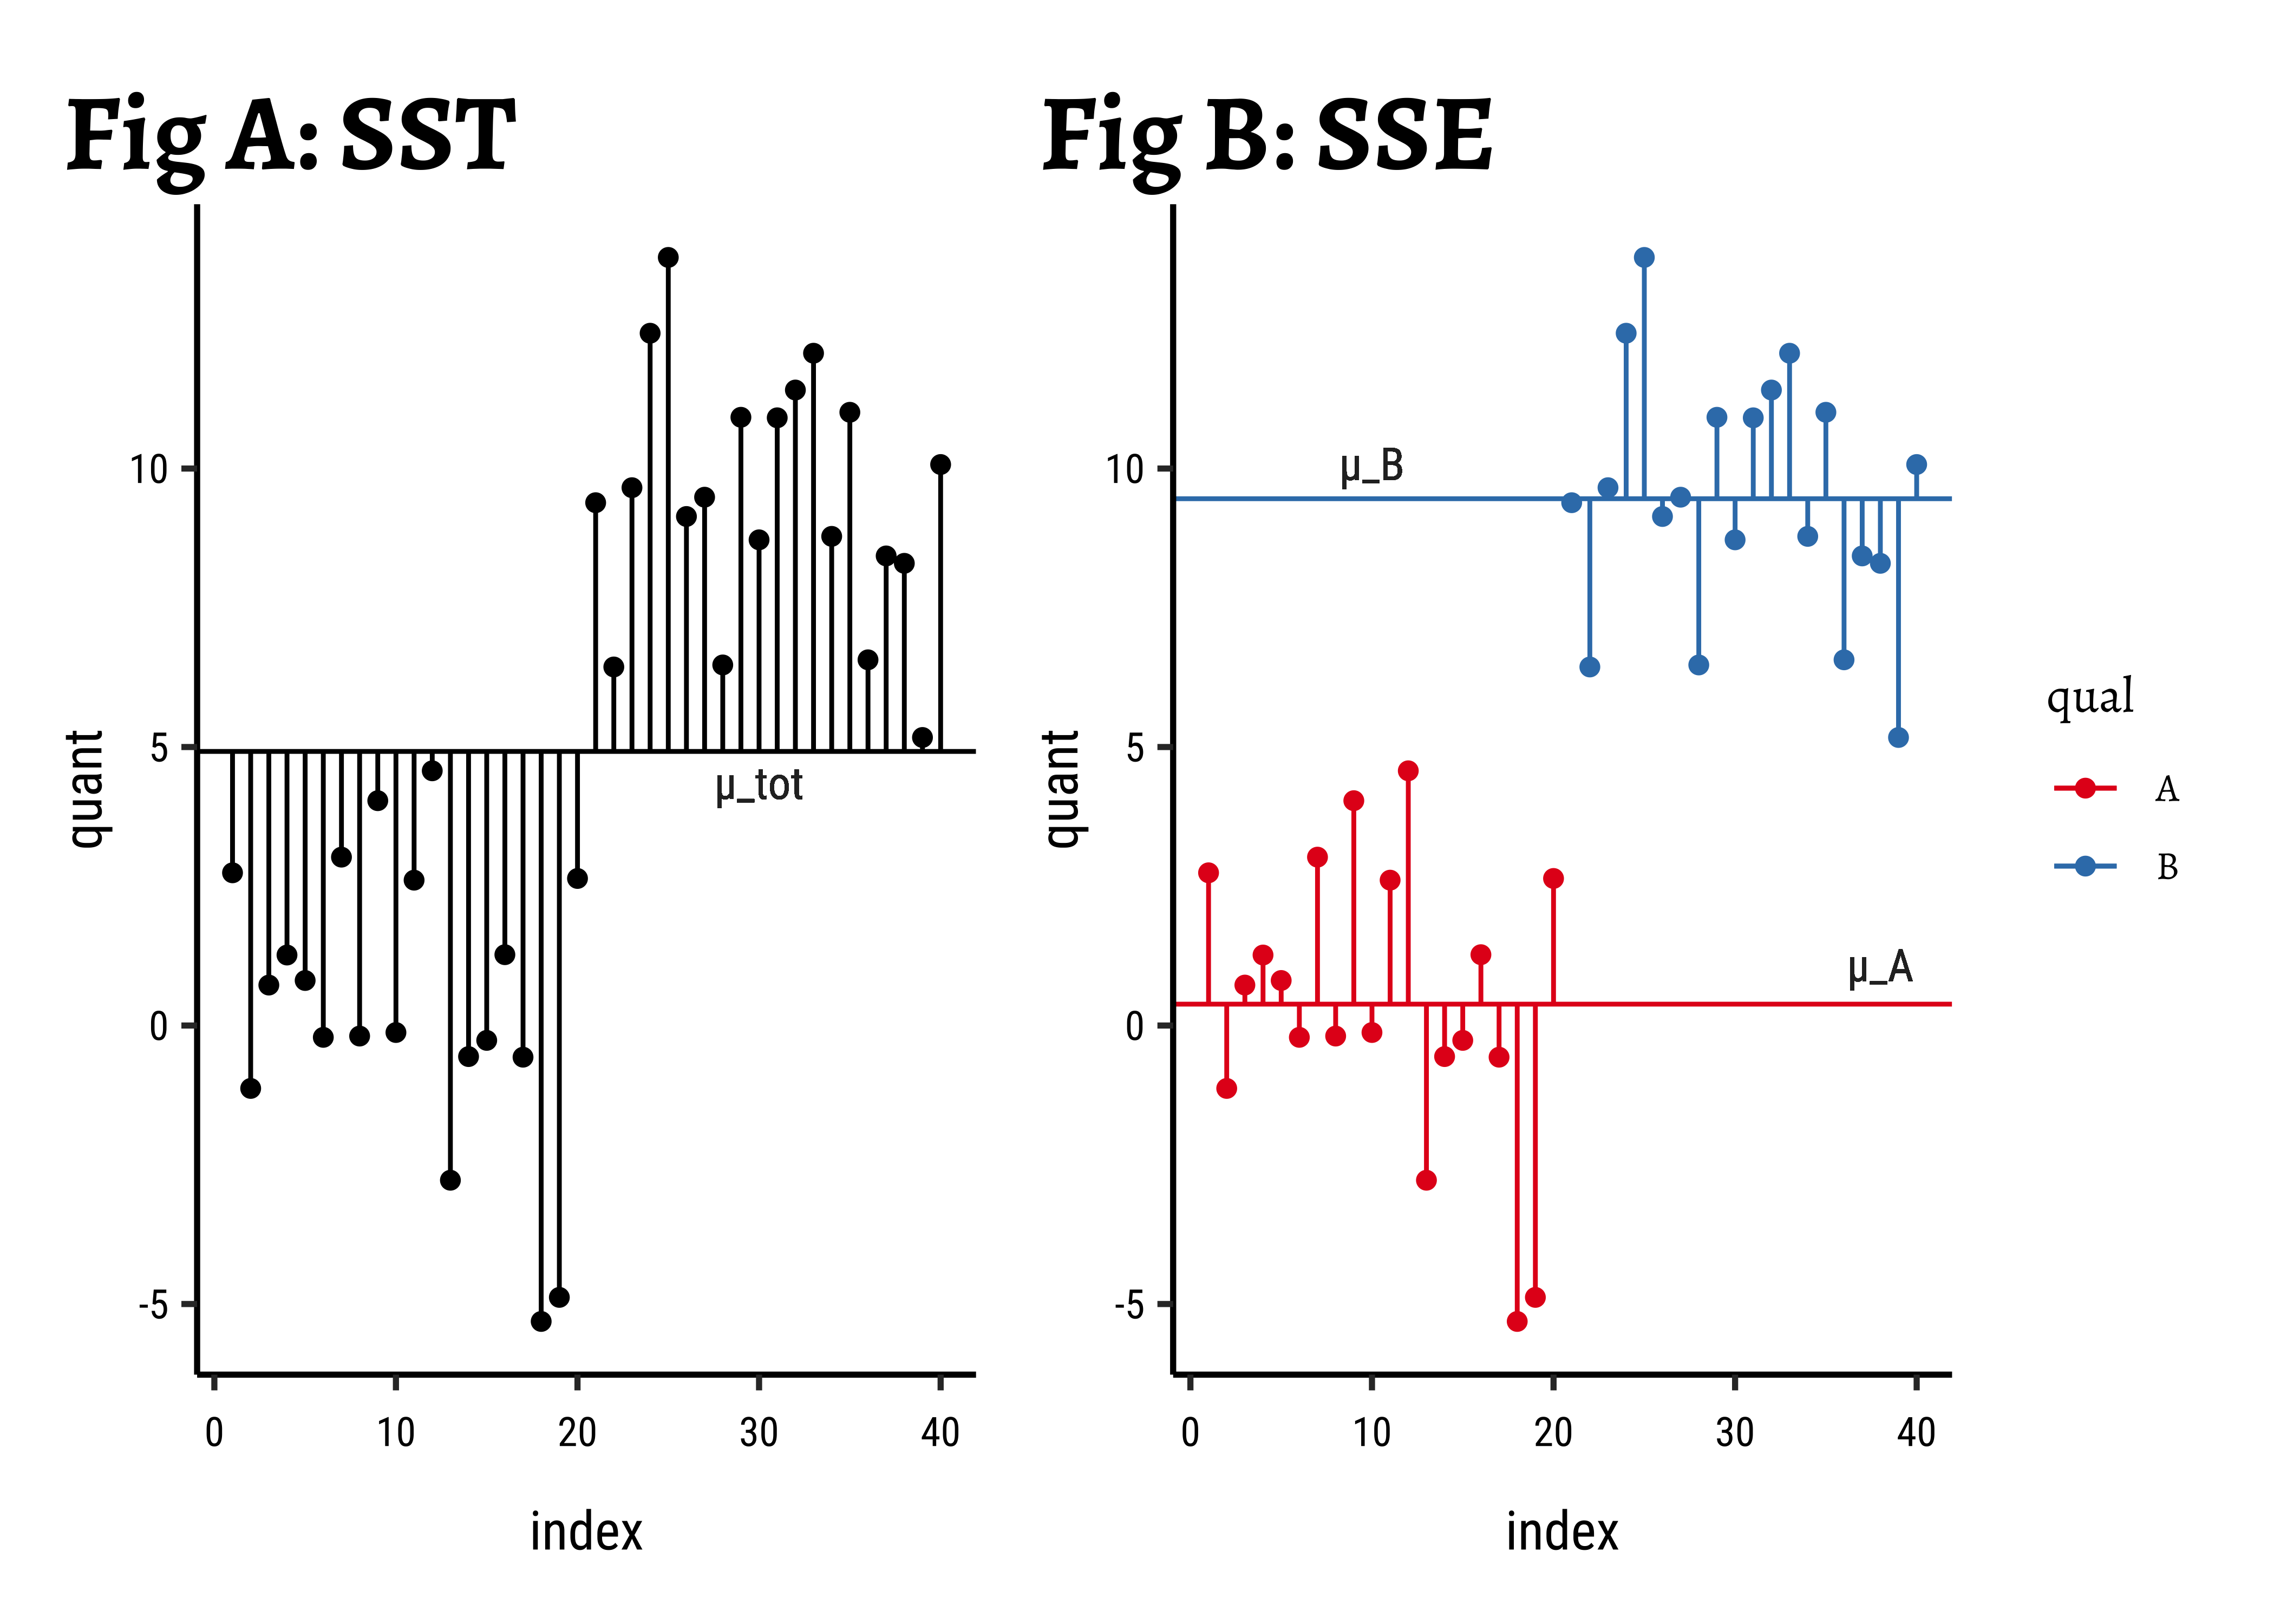 Fig A: SST
quant
10
5
0
-5
μ_tot
0 10 20 30 40
index
Fig B: SSE
quant
10
5
0
-5
μ_B
μ_A
0 10 20 30 40
index
qual
A
B